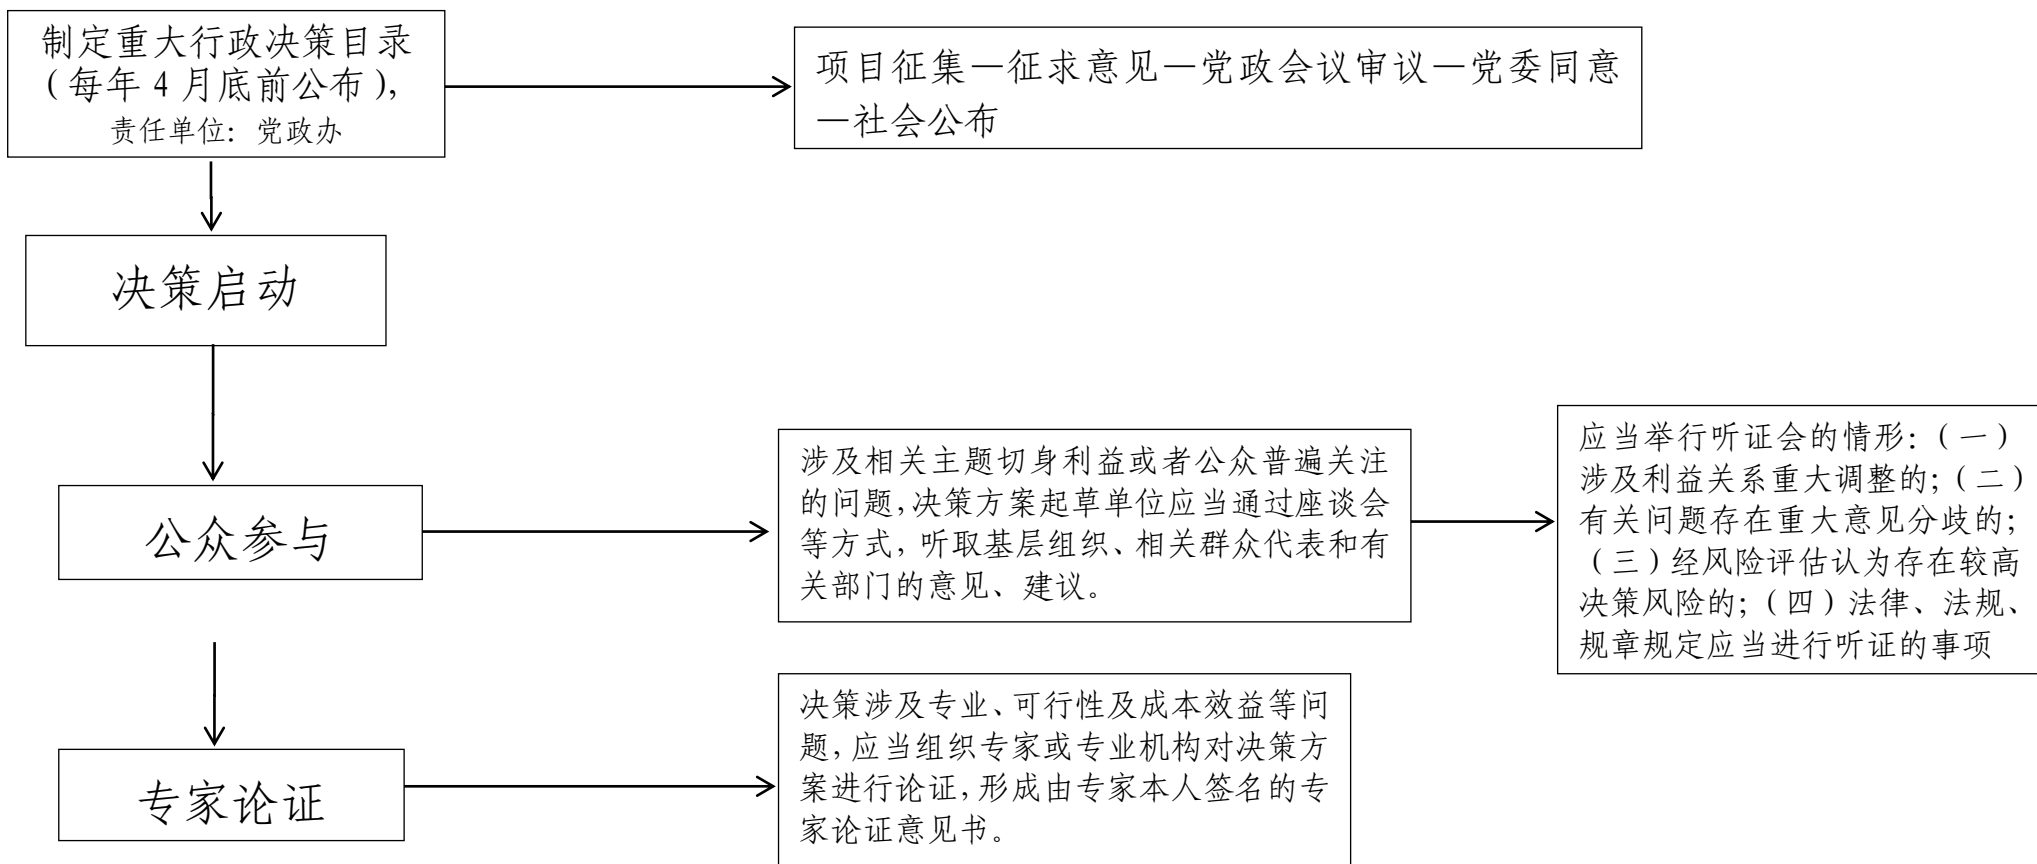 制定重大行政决策目录
（每年 4 月底前公布），
责任单位：党政办
项目征集—征求意见—党政会议审议—党委同意
—社会公布
决策启动
公众参与
涉及相关主题切身利益或者公众普遍关注
的问题，决策方案起草单位应当通过座谈会
等方式，听取基层组织、相关群众代表和有
关部门的意见、建议。
应当举行听证会的情形：（一）
涉及利益关系重大调整的；（二）
有关问题存在重大意见分歧的；
（三）经风险评估认为存在较高
决策风险的；（四）法律、法规、
规章规定应当进行听证的事项
专家论证
决策涉及专业、可行性及成本效益等问
题，应当组织专家或专业机构对决策方
案进行论证，形成由专家本人签名的专
家论证意见书。